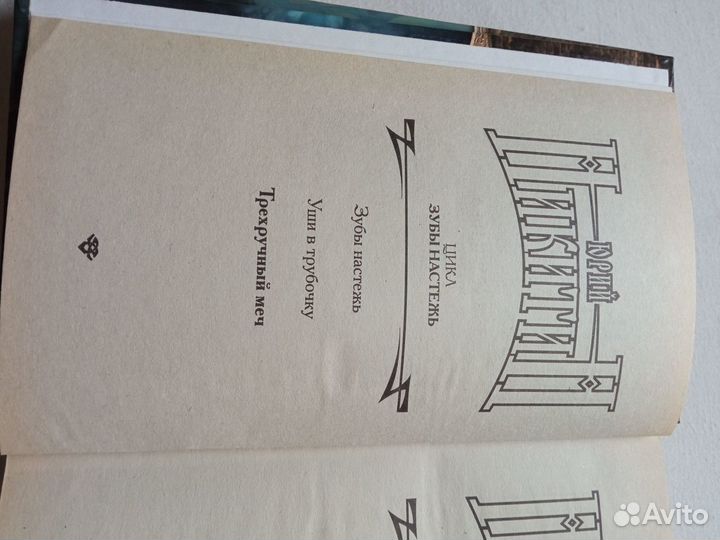 ЮРИЙ
НИКИТИН
ЦИКЛ
ЗУБЫ НАСТЕЖЬ
Зубы настежь
Уши в трубочку
Трехручный меч
Avito